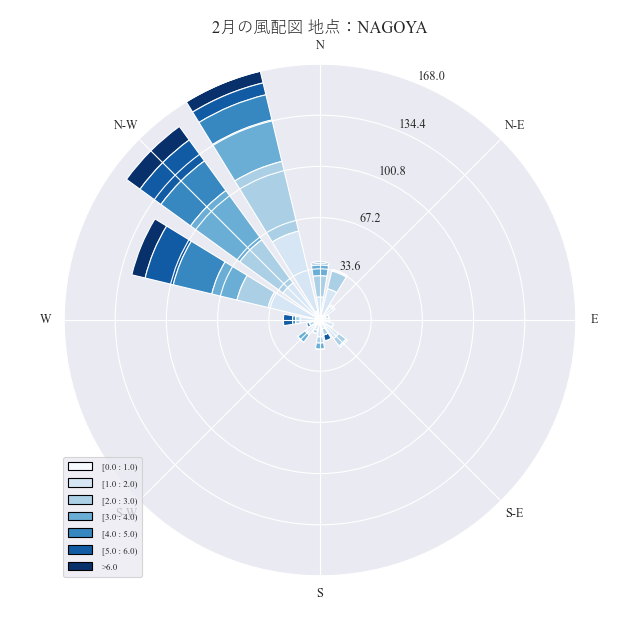 2月の風配図 地点：NAGOYA
N
168.0
N-W
N-E
134.4
100.8
67.2
33.6
W
E
[0.0 : 1.0)
[1.0 : 2.0)
[2.0 : 3.0)
S-W
[3.0 : 4.0)
S-E
[4.0 : 5.0)
[5.0 : 6.0)
>6.0
S